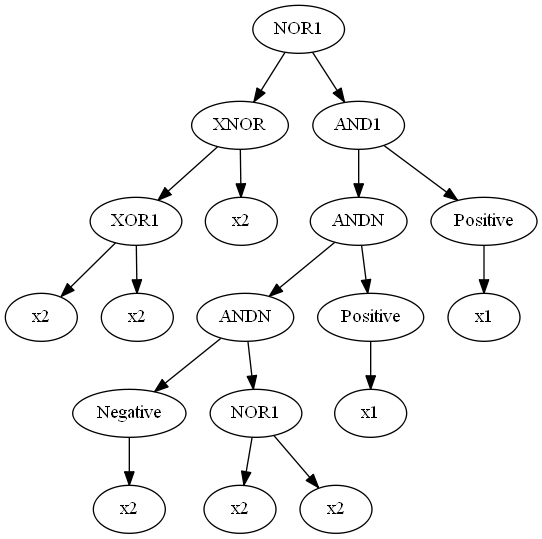 NOR1
XNOR
AND1
XOR1
x2
ANDN
Positive
x2
x2
ANDN
Positive
x1
Negative
NOR1
x1
x2
x2
x2